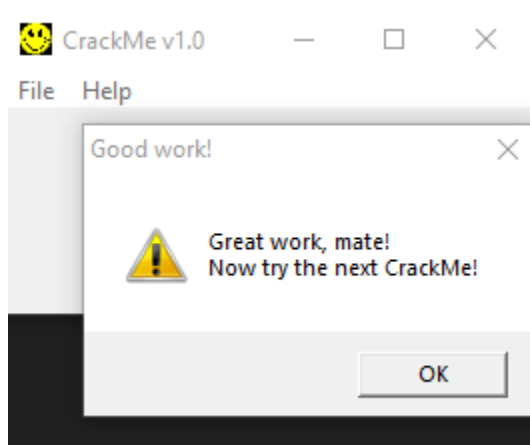 CrackMe v1.0
File Help
Good work!
Great work, mate!
Now try the next CrackMe!
OK